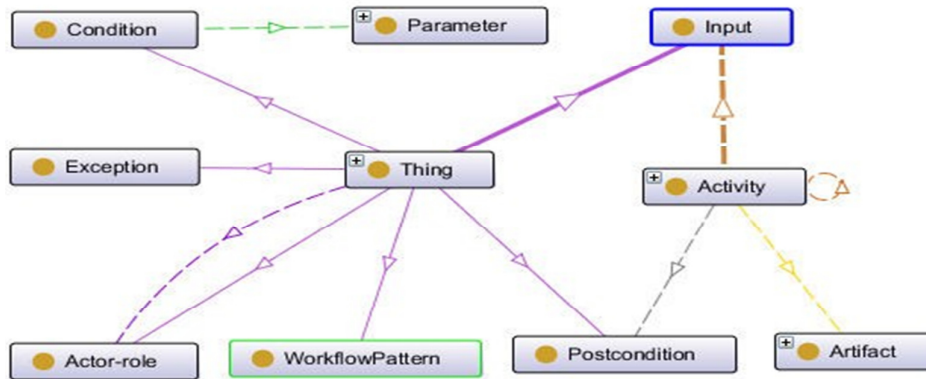 Condition
Parameter
Input
Exception
Thing
Activity
Actor-role
WorkflowPattern
Postcondition
Artifact